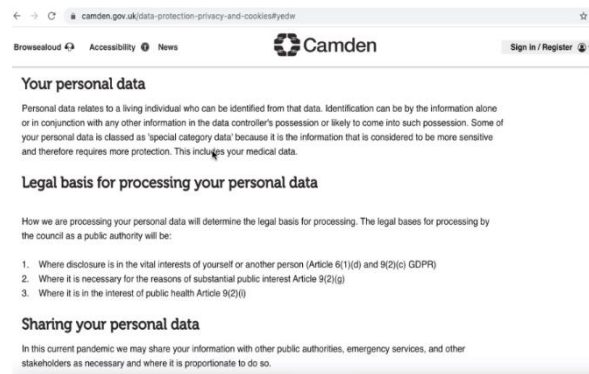 camden.gov.uk/data-protection-privacy-and-cookies#yedw
Browsealoud Accessibility News Camden Sign in / Register
Your personal data
Personal data relates to a living individual who can be identified from that data. Identification can be by the information alone
or in conjunction with any other information in the data controller's possession or likely to come into such possession. Some of
your personal data is classed as 'special category data' because it is the information that is considered to be more sensitive
and therefore requires more protection. This includes your medical data.
Legal basis for processing your personal data
How we are processing your personal data will determine the legal basis for processing. The legal bases for processing by
the council as a public authority will be:
1. Where disclosure is in the vital interests of yourself or another person (Article 6(1)(d) and 9(2)(c) GDPR)
2. Where it is necessary for the reasons of substantial public interest Article 9(2)(g)
3. Where it is in the interest of public health Article 9(2)(i)
Sharing your personal data
In this current pandemic we may share your information with other public authorities, emergency services, and other
stakeholders as necessary and where it is proportionate to do so.